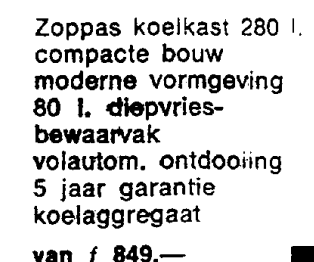 Zoppas koelkast 280 l.
compacte bouw
moderne vormgeving
80 l. diepvries-
bewaarvak
volautom. ontdooiing
5 jaar garantie
koelaggregaat
van f 849.—